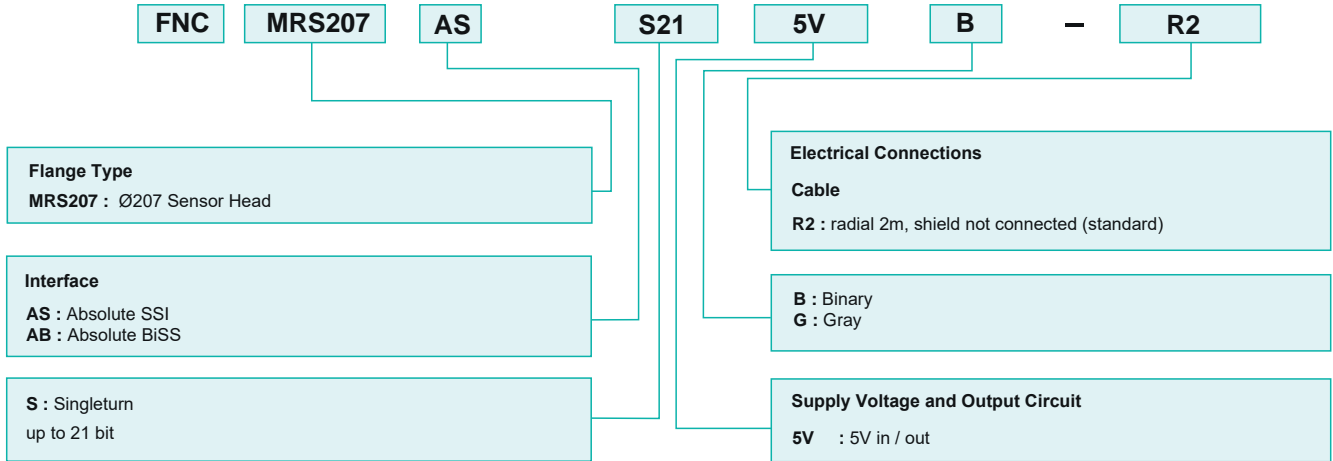 FNC MRS207 AS S21 5V B – R2
Flange Type
MRS207 : Ø207 Sensor Head
Interface
AS : Absolute SSI
AB : Absolute BiSS
S : Singleturn
up to 21 bit
Electrical Connections
Cable
R2 : radial 2m, shield not connected (standard)
B : Binary
G : Gray
Supply Voltage and Output Circuit
5V : 5V in / out